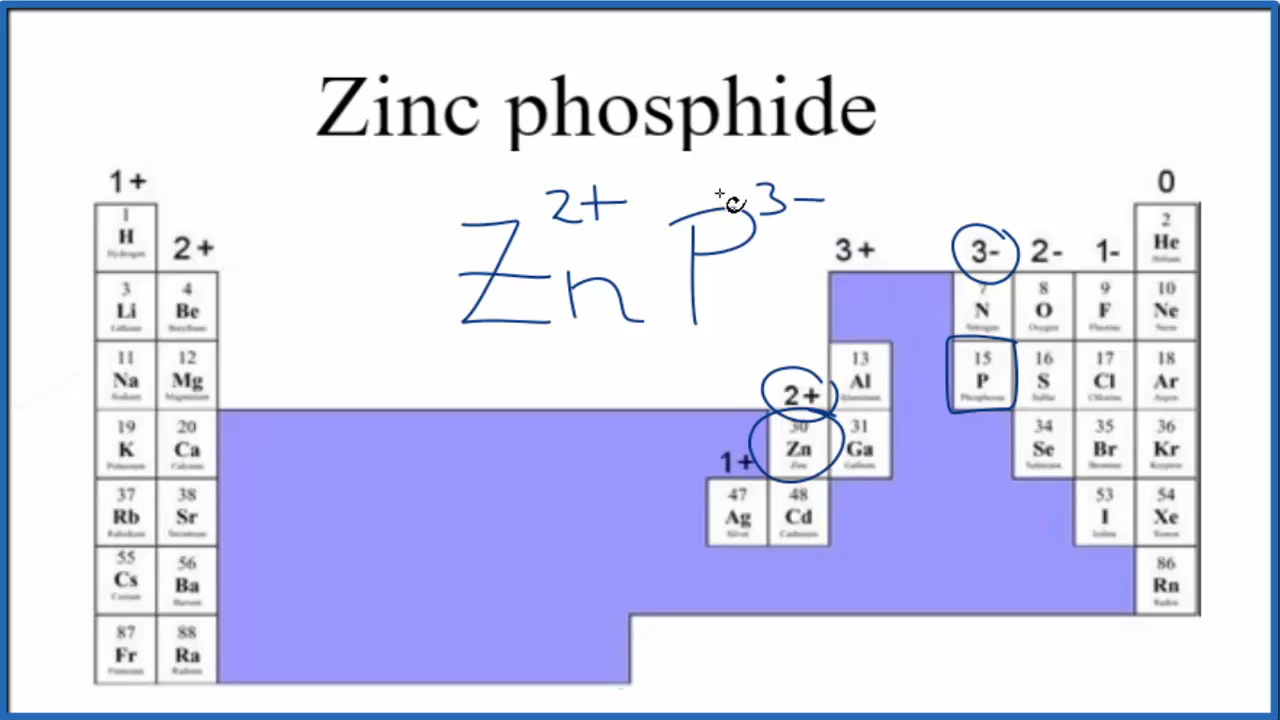 Zinc phosphide
Zn2+ P3-
1+ 0
1 2
H He
Hydrogen Helium
2+ 3+ 3- 2- 1-
3 4 7 8 9 10
Li Be N O F Ne
Lithium Beryllium Nitrogen Oxygen Fluorine Neon
11 12 13 15 16 17 18
Na Mg Al P S Cl Ar
Sodium Magnesium Aluminum Phosphorus Sulfur Chlorine Argon
2+
19 20 30 31 34 35 36
K Ca Zn Ga Se Br Kr
Potassium Calcium Zinc Gallium Selenium Bromine Krypton
1+
37 38 47 48 53 54
Rb Sr Ag Cd I Xe
Rubidium Strontium Silver Cadmium Iodine Xenon
55 56 86
Cs Ba Rn
Cesium Barium Radon
87 88
Fr Ra
Francium Radium